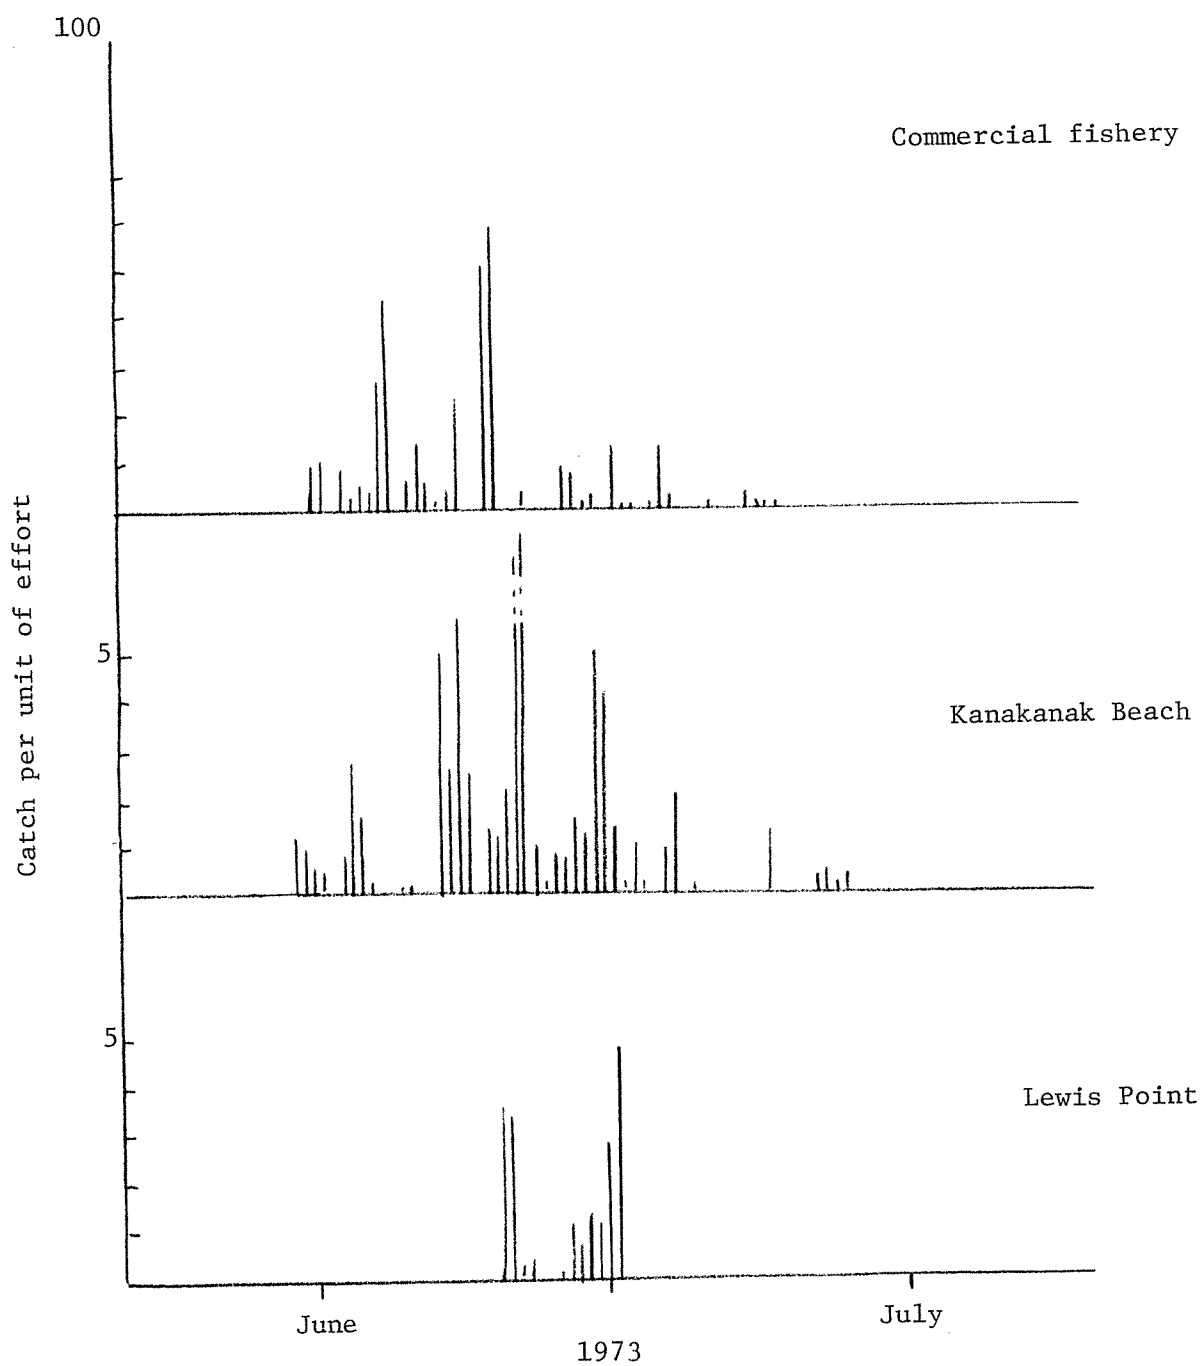 100
Commercial fishery
Catch per unit of effort
5
Kanakanak Beach
5
Lewis Point
June
July
1973